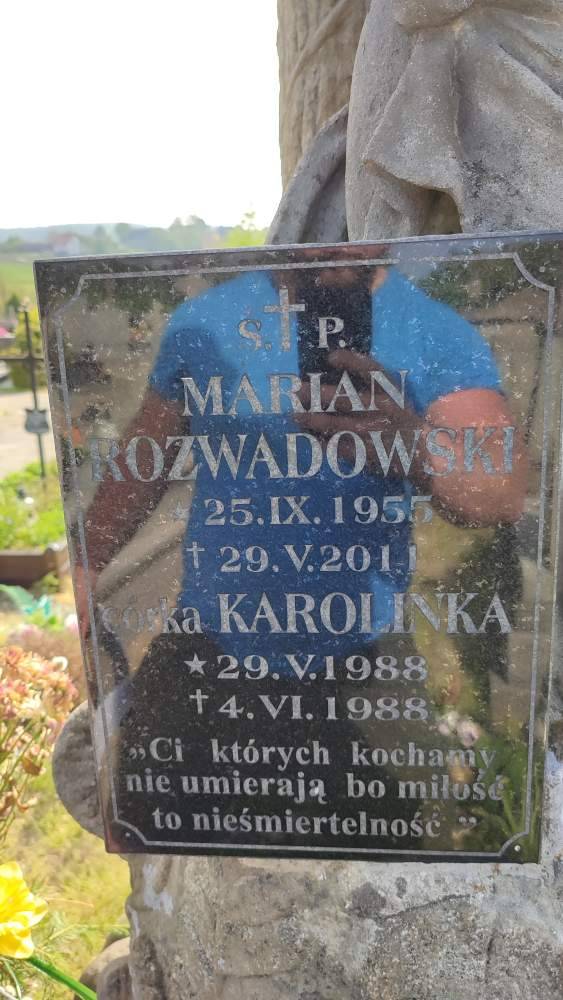 Ś. † P.
MARIAN
ROZWADOWSKI
* 25.IX.1955
† 29.V.2011
córka KAROLINKA
★ 29.V.1988
† 4.VI.1988
„Ci których kochamy
nie umierają bo miłość
to nieśmiertelność”